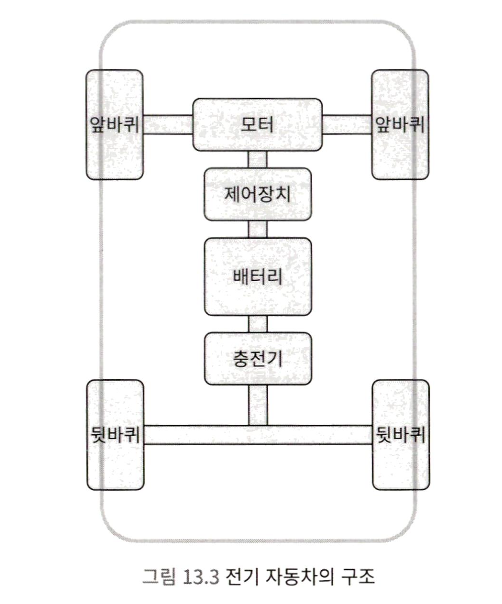 앞바퀴 모터 앞바퀴
제어장치
배터리
충전기
뒷바퀴 뒷바퀴
그림 13.3 전기 자동차의 구조